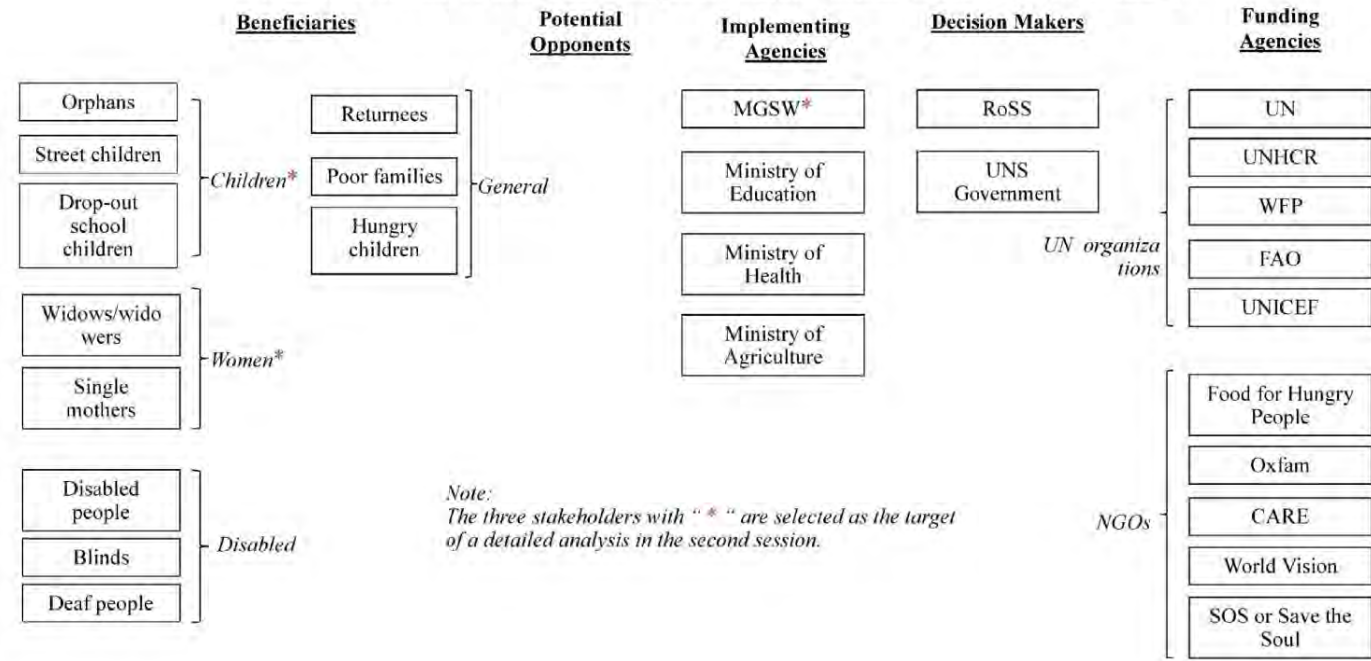 Beneficiaries
Potential
Opponents
Implementing
Agencies
Decision Makers
Funding
Agencies
Orphans
Street children
Drop-out
school
children
Children*
Returnees
Poor families
Hungry
children
General
Widows/wido
wers
Single
mothers
Women*
Disabled
people
Blinds
Deaf people
Disabled
MGSW*
Ministry of
Education
Ministry of
Health
Ministry of
Agriculture
RoSS
UNS
Government
UN organiza
tions
UN
UNHCR
WFP
FAO
UNICEF
NGOs
Food for Hungry
People
Oxfam
CARE
World Vision
SOS or Save the
Soul
Note:
The three stakeholders with “ * “ are selected as the target
of a detailed analysis in the second session.